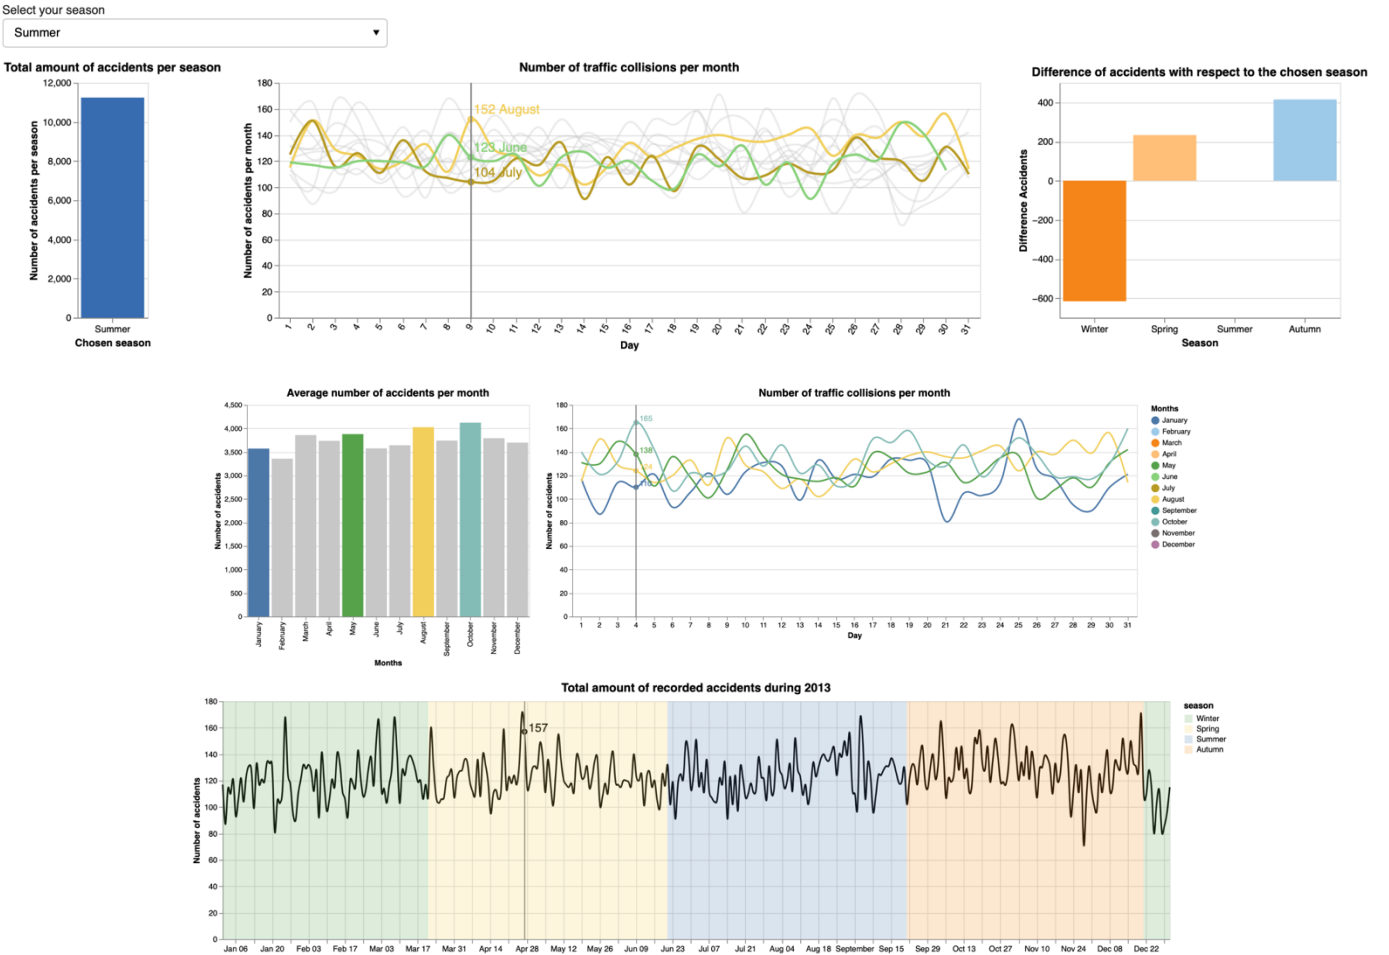 Select your season
Summer
Total amount of accidents per season
Number of accidents per season
12,000
10,000
8,000
6,000
4,000
2,000
0
Summer
Chosen season
Number of traffic collisions per month
Number of accidents per month
180
160
140
120
100
80
60
40
20
0
152 August
123 June
104 July
1 2 3 4 5 6 7 8 9 10 11 12 13 14 15 16 17 18 19 20 21 22 23 24 25 26 27 28 29 30 31
Day
Difference of accidents with respect to the chosen season
Difference Accidents
400
200
0
−200
−400
−600
Winter Spring Summer Autumn
Season
Average number of accidents per month
Number of accidents
4,500
4,000
3,500
3,000
2,500
2,000
1,500
1,000
500
0
January February March April May June July August September October November December
Months
Number of traffic collisions per month
Number of accidents
180
160
140
120
100
80
60
40
20
0
165
138
124
1 2 3 4 5 6 7 8 9 10 11 12 13 14 15 16 17 18 19 20 21 22 23 24 25 26 27 28 29 30 31
Day
Months
January
February
March
April
May
June
July
August
September
October
November
December
Total amount of recorded accidents during 2013
Number of accidents
180
160
140
120
100
80
60
40
20
0
157
Jan 06 Jan 20 Feb 03 Feb 17 Mar 03 Mar 17 Mar 31 Apr 14 Apr 28 May 12 May 26 Jun 09 Jun 23 Jul 07 Jul 21 Aug 04 Aug 18 September Sep 15 Sep 29 Oct 13 Oct 27 Nov 10 Nov 24 Dec 08 Dec 22
season
Winter
Spring
Summer
Autumn